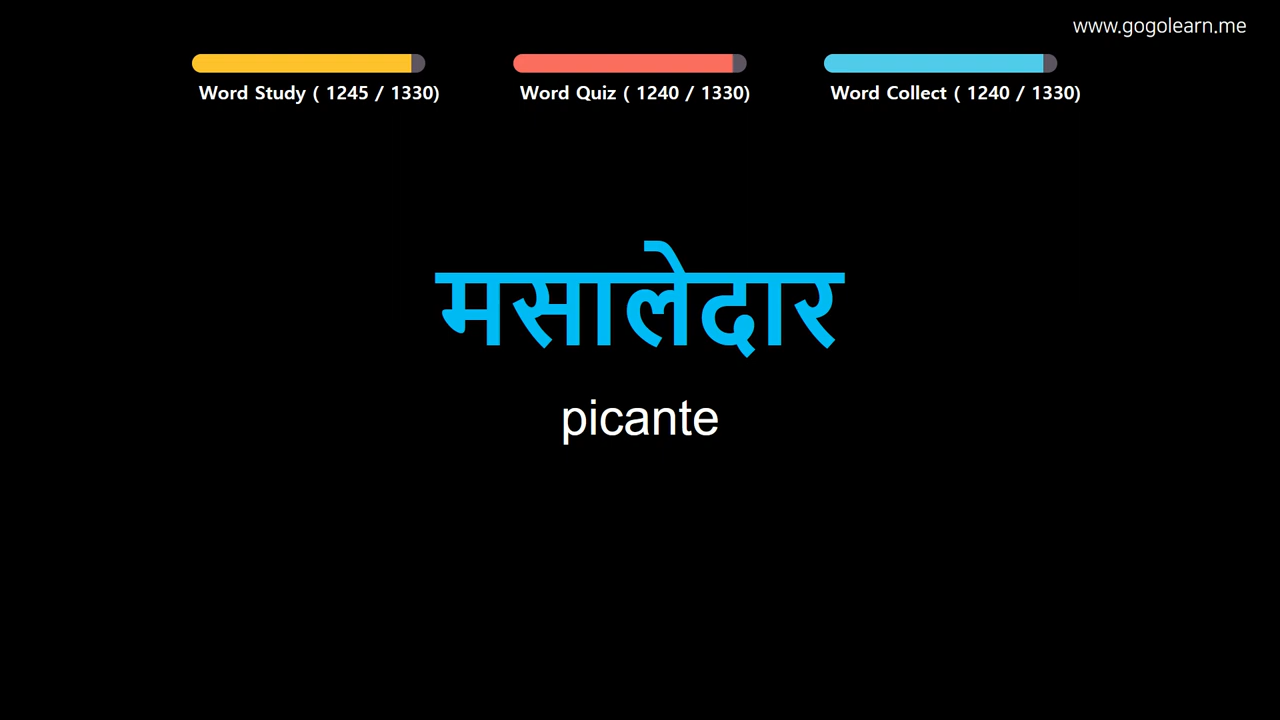 www.gogolearn.me
Word Study ( 1245 / 1330)
Word Quiz ( 1240 / 1330)
Word Collect ( 1240 / 1330)
मसालेदार
picante